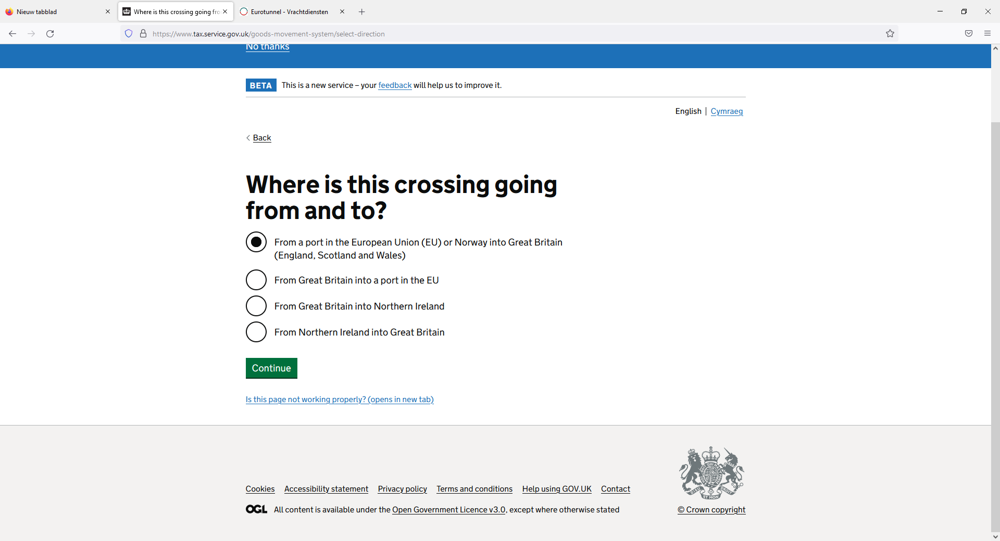 Nieuw tabblad
Where is this crossing going fro
Eurotunnel - Vrachtdiensten
https://www.tax.service.gov.uk/goods-movement-system/select-direction
No thanks
BETA This is a new service – your feedback will help us to improve it.
English | Cymraeg
Back
Where is this crossing going
from and to?
From a port in the European Union (EU) or Norway into Great Britain
(England, Scotland and Wales)
From Great Britain into a port in the EU
From Great Britain into Northern Ireland
From Northern Ireland into Great Britain
Continue
Is this page not working properly? (opens in new tab)
Cookies Accessibility statement Privacy policy Terms and conditions Help using GOV.UK Contact
OGL All content is available under the Open Government Licence v3.0, except where otherwise stated
DIEU ET MON DROIT
© Crown copyright